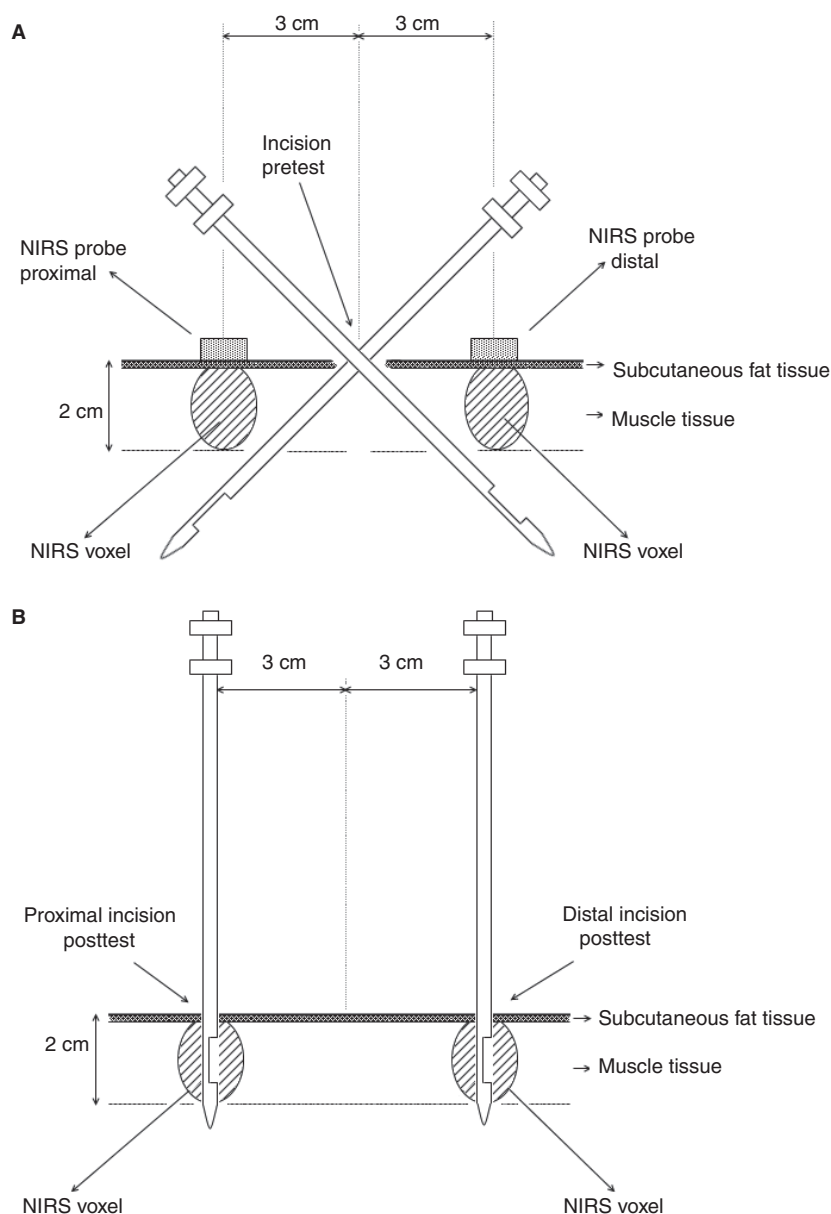 A
3 cm 3 cm
Incision
pretest
NIRS probe
proximal
NIRS probe
distal
Subcutaneous fat tissue
2 cm
Muscle tissue
NIRS voxel
NIRS voxel
B
3 cm 3 cm
Proximal incision
posttest
Distal incision
posttest
Subcutaneous fat tissue
2 cm
Muscle tissue
NIRS voxel
NIRS voxel